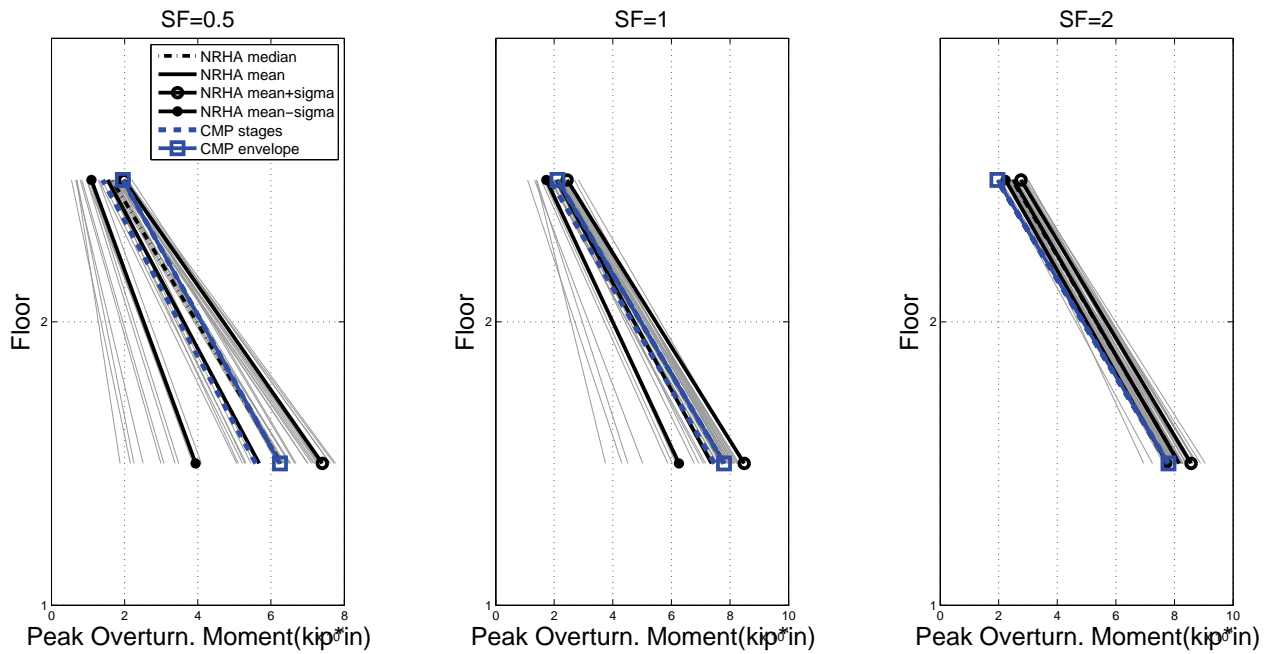 SF=0.5
SF=1
SF=2
NRHA median
NRHA mean
NRHA mean+sigma
NRHA mean−sigma
CMP stages
CMP envelope
Floor
Floor
Floor
2
2
2
1
1
1
0 2 4 6 8
0 2 4 6 8 10
0 2 4 6 8 10
Peak Overturn. Moment(kip*in)
Peak Overturn. Moment(kip*in)
Peak Overturn. Moment(kip*in)